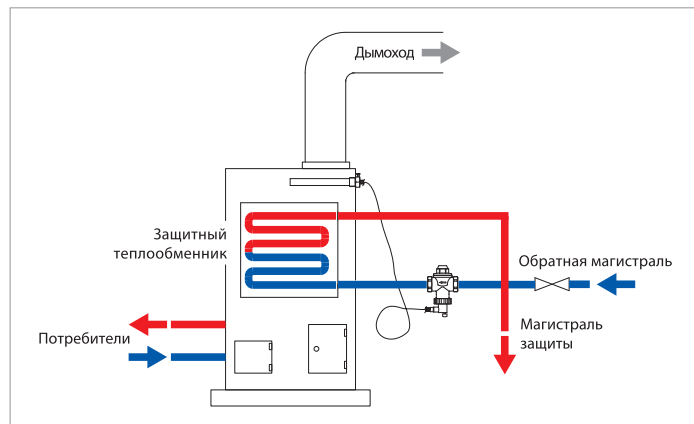 Дымоход
Защитный
теплообменник
Обратная магистраль
Магистраль
защиты
Потребители